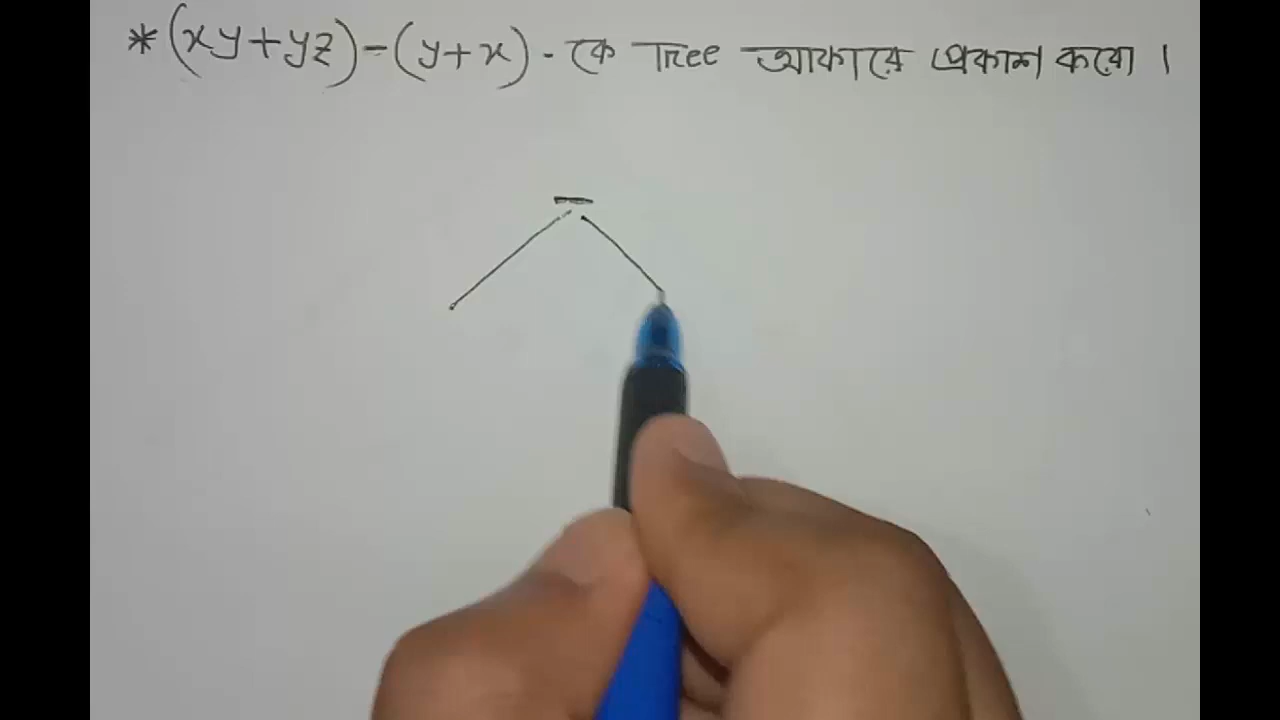 * (xy+yz)-(y+x) - কে Tree আকারে প্রকাশ করো ।
-